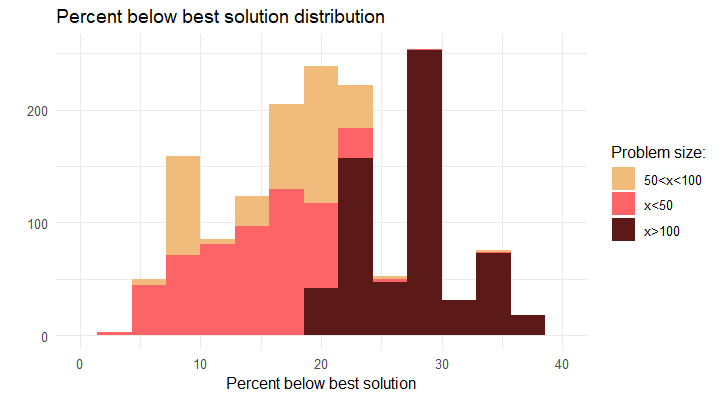 Percent below best solution distribution
200
100
0
0 10 20 30 40
Percent below best solution
Problem size:
50<x<100
x<50
x>100